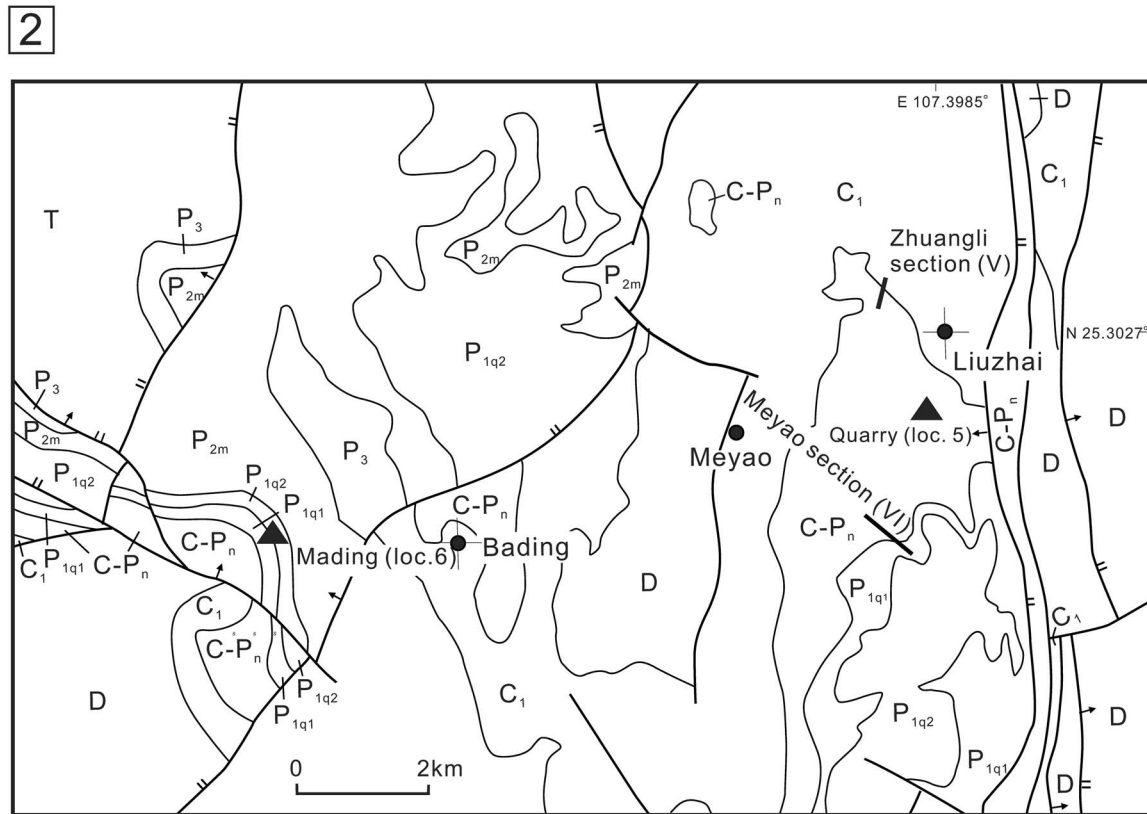 2
E 107.3985°
D
C1
C-Pn
C1
T
P3
Zhuangli
section (V)
P2m
P2m
P2m
N 25.3027°
Liuzhai
P1q2
P3
C-Pn
D
P2m
Meyao section (VI)
Quarry (loc. 5)
P2m
P3
Meyao
D
P1q2
P1q2
P1q1
C-Pn
C-Pn
C-Pn
Mading (loc.6)
Bading
C1
P1q1
C-Pn
D
P1q1
C1
C-Pn
C1
P1q2
D
C1
P1q1
P1q2
D
P1q1
0 2km
D